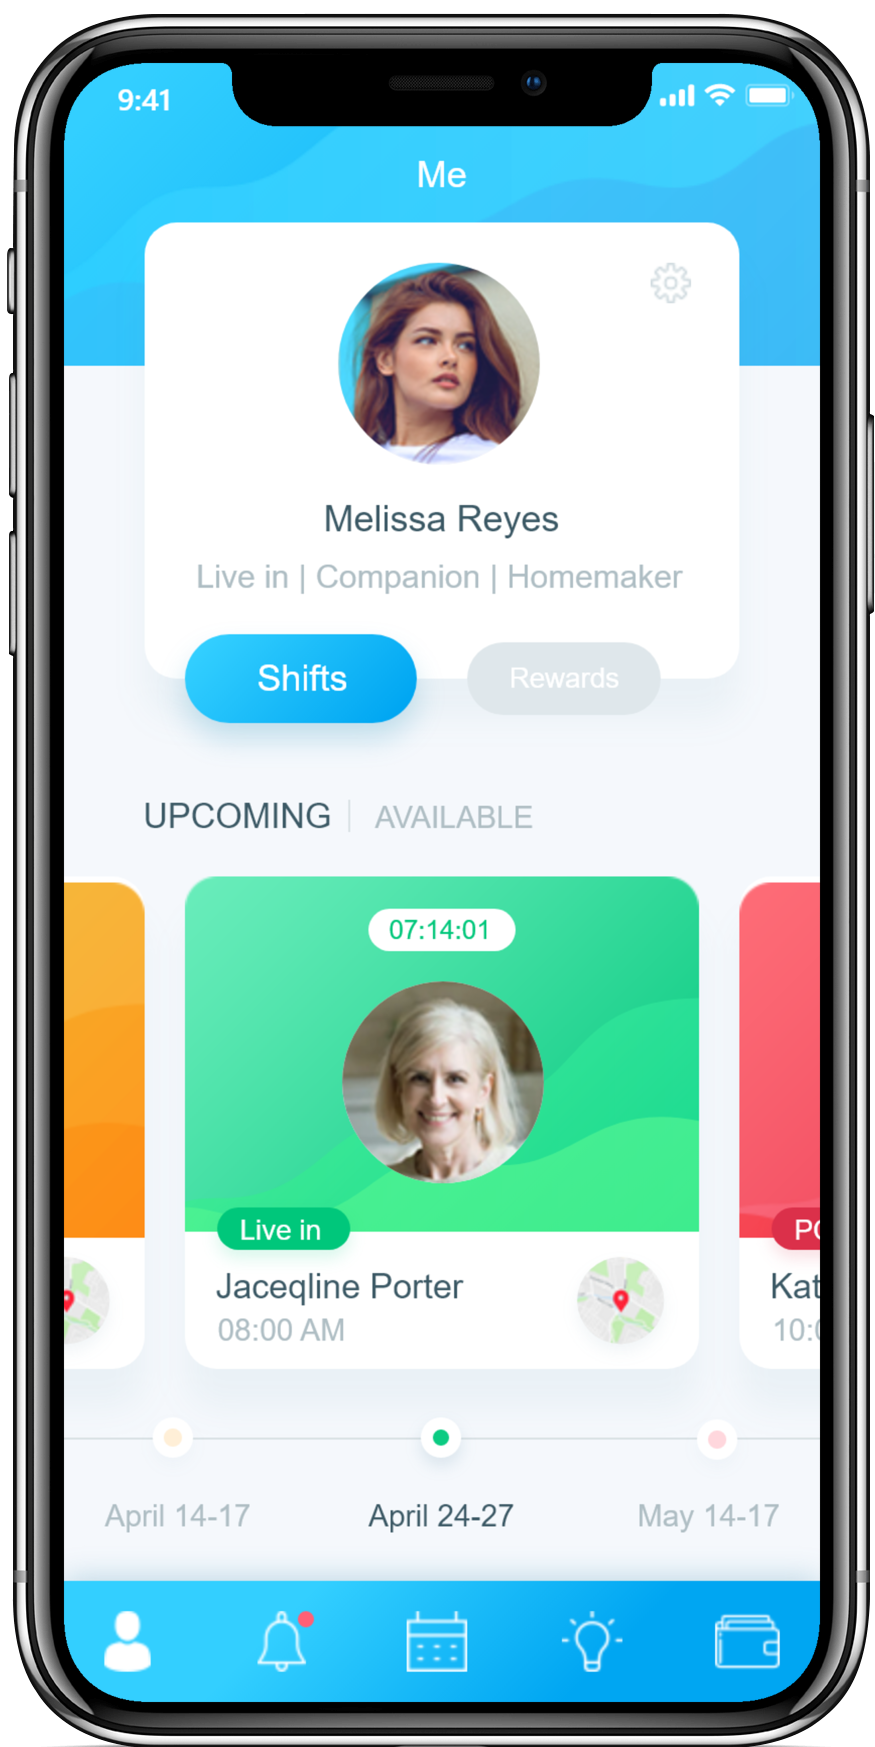 9:41
Me
Melissa Reyes
Live in | Companion | Homemaker
Shifts
Rewards
UPCOMING | AVAILABLE
07:14:01
Live in
Jaceqline Porter
08:00 AM
PC
Kat
10:0
April 14-17
April 24-27
May 14-17